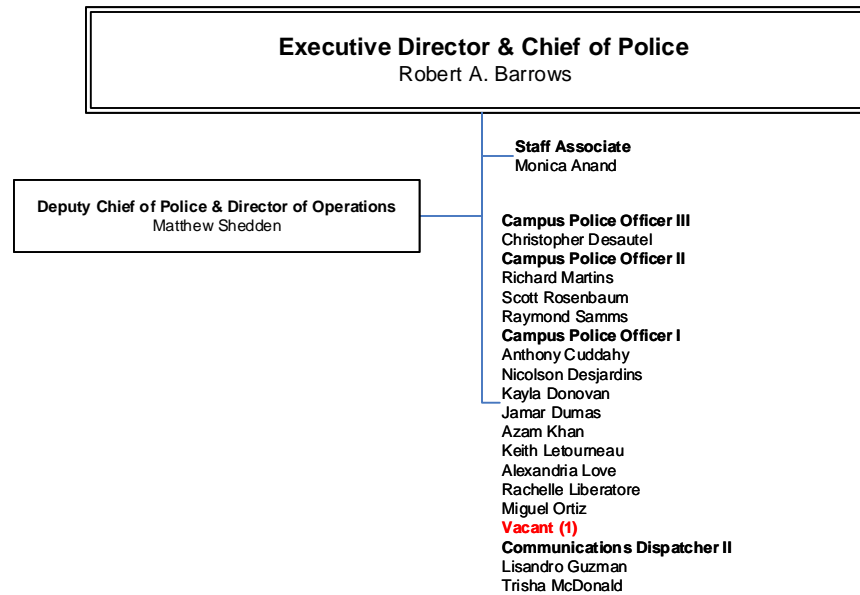 Executive Director & Chief of Police
Robert A. Barrows
Staff Associate
Monica Anand
Deputy Chief of Police & Director of Operations
Matthew Shedden
Campus Police Officer III
Christopher Desautel
Campus Police Officer II
Richard Martins
Scott Rosenbaum
Raymond Samms
Campus Police Officer I
Anthony Cuddahy
Nicolson Desjardins
Kayla Donovan
Jamar Dumas
Azam Khan
Keith Letourneau
Alexandria Love
Rachelle Liberatore
Miguel Ortiz
Vacant (1)
Communications Dispatcher II
Lisandro Guzman
Trisha McDonald